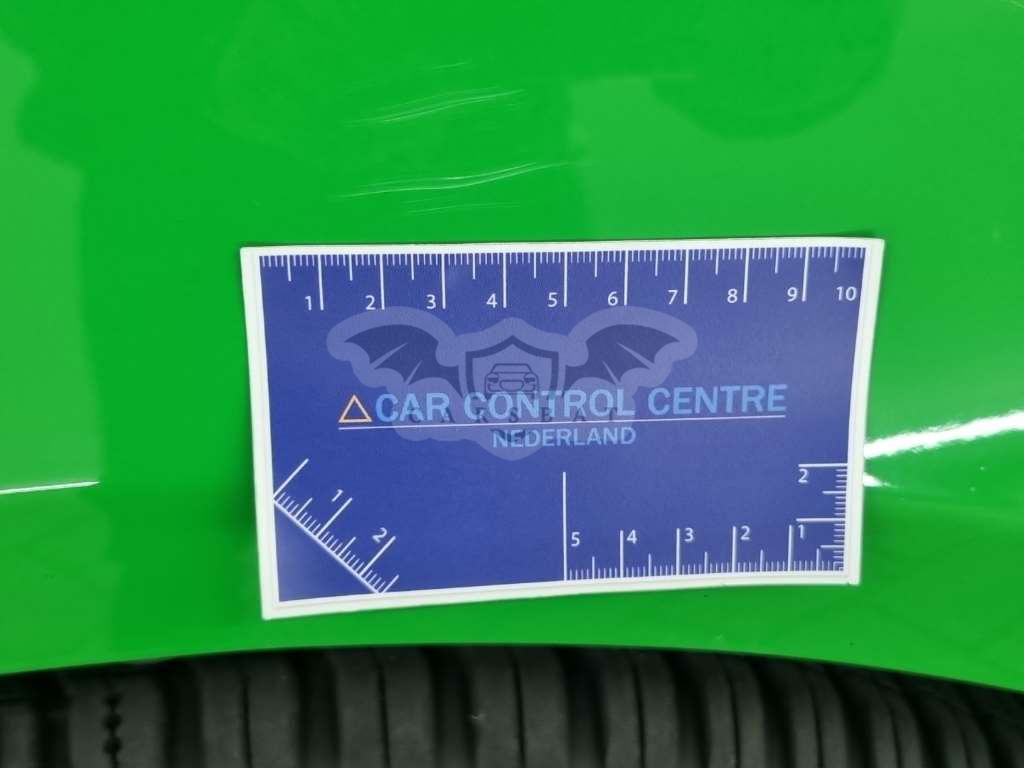 1 2 3 4 5 6 7 8 9 10
CAR CONTROL CENTRE
CARSBAT
NEDERLAND
1 2
5 4 3 2 1
2